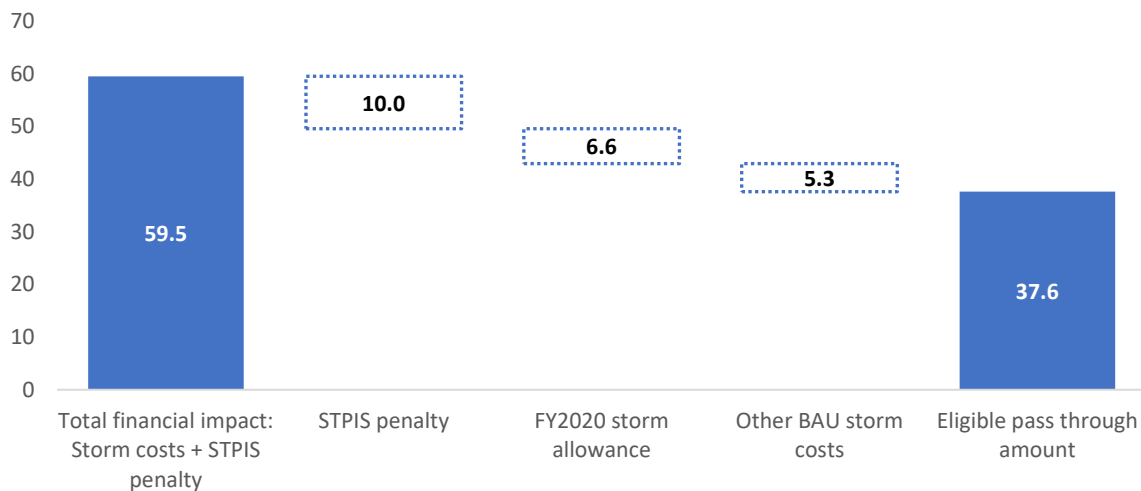 70
60
50
40
30
20
10
0
59.5
10.0
6.6
5.3
37.6
Total financial impact:
Storm costs + STPIS
penalty
STPIS penalty
FY2020 storm
allowance
Other BAU storm
costs
Eligible pass through
amount